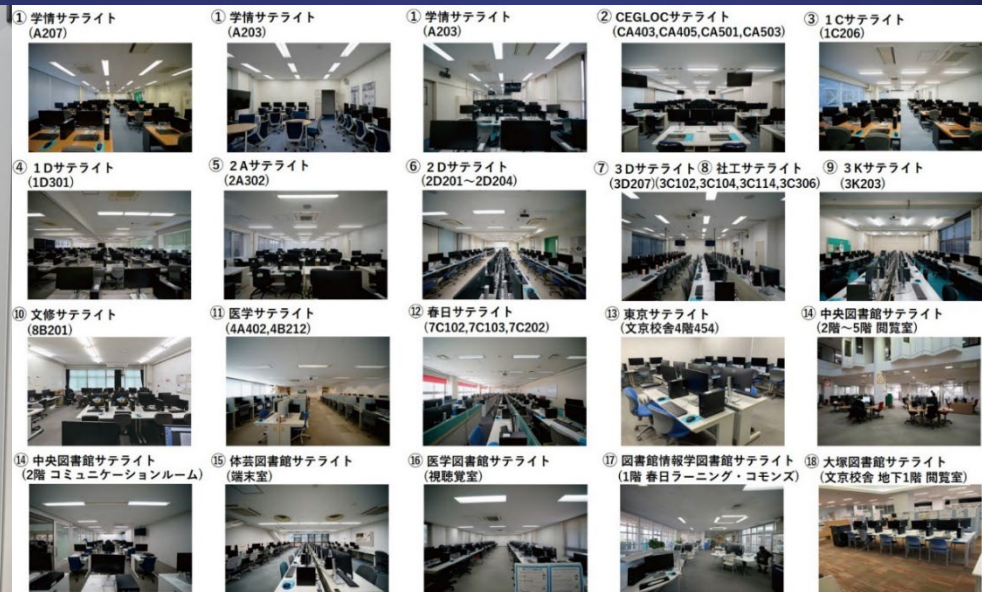 ① 学情サテライト
(A207)
① 学情サテライト
(A203)
① 学情サテライト
(A203)
② CEGLOCサテライト
(CA403,CA405,CA501,CA503)
③ 1Cサテライト
(1C206)
④ 1Dサテライト
(1D301)
⑤ 2Aサテライト
(2A302)
⑥ 2Dサテライト
(2D201～2D204)
⑦ 3Dサテライト
(3D207)
⑧ 社工サテライト
(3C102,3C104,3C114,3C306)
⑨ 3Kサテライト
(3K203)
⑩ 文修サテライト
(8B201)
⑪ 医学サテライト
(4A402,4B212)
⑫ 春日サテライト
(7C102,7C103,7C202)
⑬ 東京サテライト
(文京校舎4階454)
⑭ 中央図書館サテライト
(2階～5階 閲覧室)
⑭ 中央図書館サテライト
(2階 コミュニケーションルーム)
⑮ 体芸図書館サテライト
(端末室)
⑯ 医学図書館サテライト
(視聴覚室)
⑰ 図書館情報学図書館サテライト
(1階 春日ラーニング・コモンズ)
⑱ 大塚図書館サテライト
(文京校舎 地下1階 閲覧室)